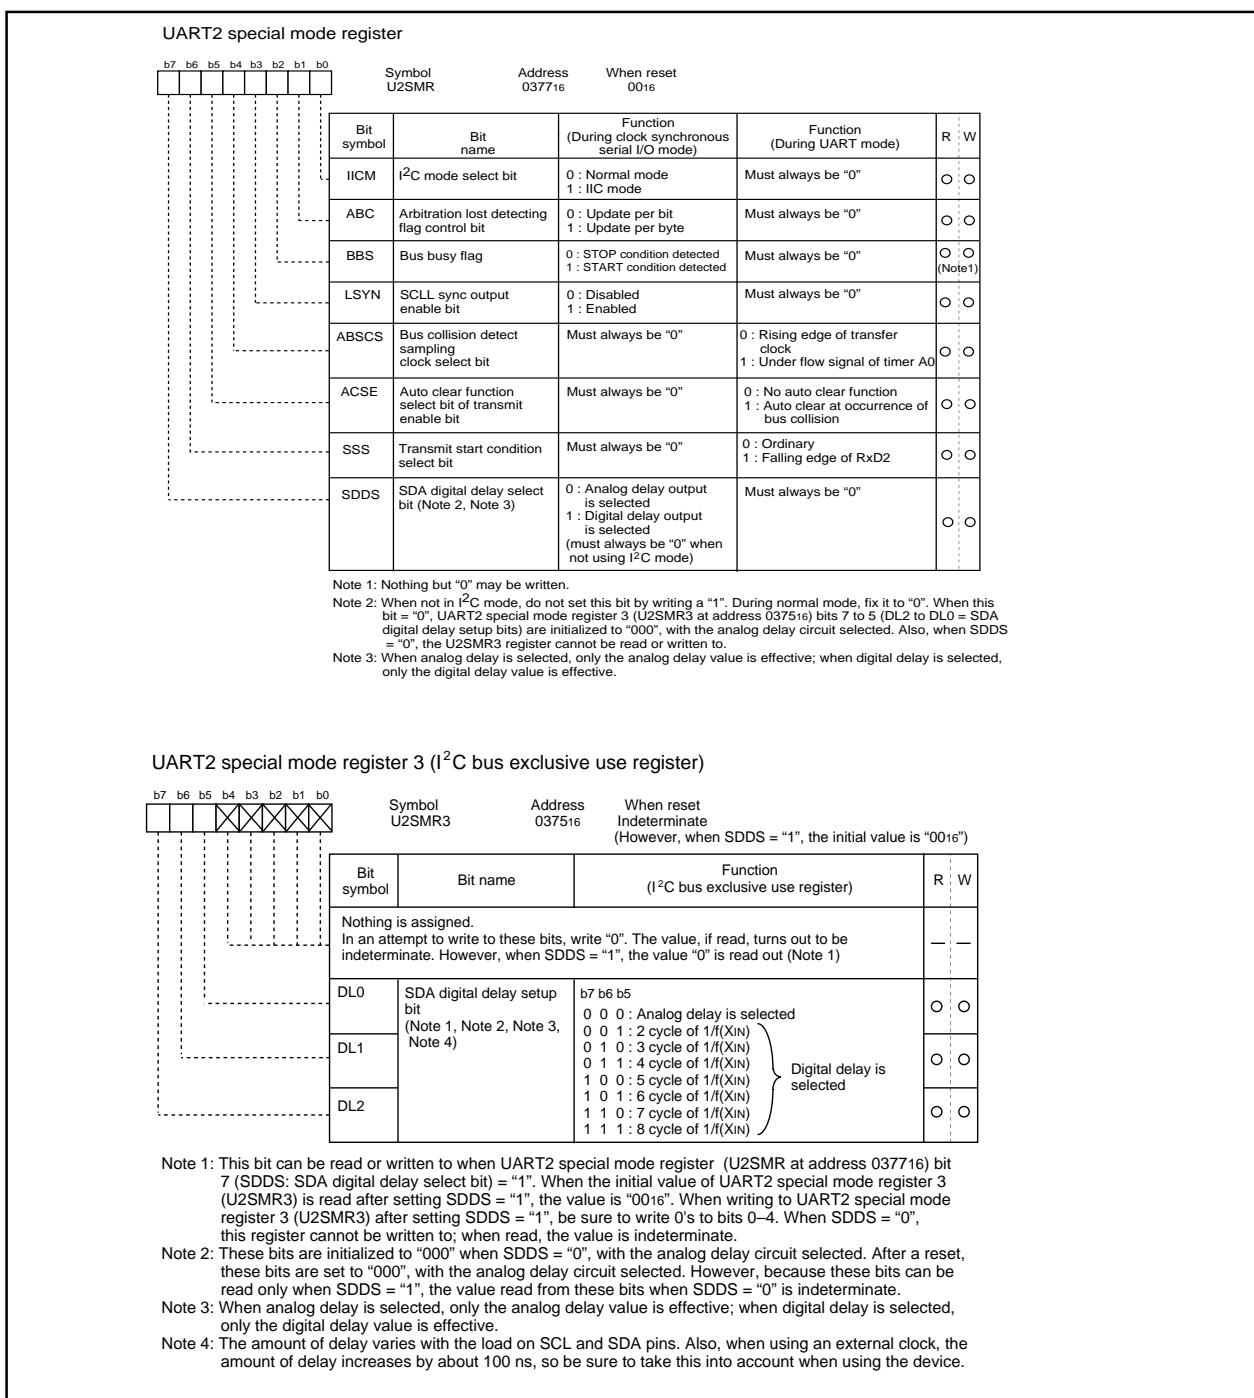 UART2 special mode register
b7 b6 b5 b4 b3 b2 b1 b0
Symbol Address When reset
U2SMR 037716 0016
Bit symbol Bit name Function (During clock synchronous serial I/O mode) Function (During UART mode) R W
IICM I2C mode select bit 0 : Normal mode Must always be “0”
1 : IIC mode
ABC Arbitration lost detecting 0 : Update per bit Must always be “0”
flag control bit 1 : Update per byte
BBS Bus busy flag 0 : STOP condition detected Must always be “0”
1 : START condition detected (Note1)
LSYN SCLL sync output 0 : Disabled Must always be “0”
enable bit 1 : Enabled
ABSCS Bus collision detect Must always be “0” 0 : Rising edge of transfer
sampling clock
clock select bit 1 : Under flow signal of timer A0
ACSE Auto clear function Must always be “0” 0 : No auto clear function
select bit of transmit 1 : Auto clear at occurrence of
enable bit bus collision
SSS Transmit start condition Must always be “0” 0 : Ordinary
select bit 1 : Falling edge of RxD2
SDDS SDA digital delay select 0 : Analog delay output Must always be “0”
bit (Note 2, Note 3) is selected
1 : Digital delay output
is selected
(must always be “0” when
not using I2C mode)
Note 1: Nothing but “0” may be written.
Note 2: When not in I2C mode, do not set this bit by writing a “1”. During normal mode, fix it to “0”. When this
bit = “0”, UART2 special mode register 3 (U2SMR3 at address 037516) bits 7 to 5 (DL2 to DL0 = SDA
digital delay setup bits) are initialized to “000”, with the analog delay circuit selected. Also, when SDDS
= “0”, the U2SMR3 register cannot be read or written to.
Note 3: When analog delay is selected, only the analog delay value is effective; when digital delay is selected,
only the digital delay value is effective.
UART2 special mode register 3 (I2C bus exclusive use register)
b7 b6 b5 b4 b3 b2 b1 b0
Symbol Address When reset
U2SMR3 037516 Indeterminate
(However, when SDDS = “1”, the initial value is “0016”)
Bit symbol Bit name Function (I2C bus exclusive use register) R W
Nothing is assigned.
In an attempt to write to these bits, write “0”. The value, if read, turns out to be
indeterminate. However, when SDDS = “1”, the value “0” is read out (Note 1)
DL0 SDA digital delay setup b7 b6 b5
bit 0 0 0 : Analog delay is selected
(Note 1, Note 2, Note 3, 0 0 1 : 2 cycle of 1/f(XIN)
Note 4) 0 1 0 : 3 cycle of 1/f(XIN)
DL1 0 1 1 : 4 cycle of 1/f(XIN) Digital delay is
1 0 0 : 5 cycle of 1/f(XIN) selected
1 0 1 : 6 cycle of 1/f(XIN)
DL2 1 1 0 : 7 cycle of 1/f(XIN)
1 1 1 : 8 cycle of 1/f(XIN)
Note 1: This bit can be read or written to when UART2 special mode register (U2SMR at address 037716) bit
7 (SDDS: SDA digital delay select bit) = “1”. When the initial value of UART2 special mode register 3
(U2SMR3) is read after setting SDDS = “1”, the value is “0016”. When writing to UART2 special mode
register 3 (U2SMR3) after setting SDDS = “1”, be sure to write 0's to bits 0–4. When SDDS = “0”,
this register cannot be written to; when read, the value is indeterminate.
Note 2: These bits are initialized to “000” when SDDS = “0”, with the analog delay circuit selected. After a reset,
these bits are set to “000”, with the analog delay circuit selected. However, because these bits can be
read only when SDDS = “1”, the value read from these bits when SDDS = “0” is indeterminate.
Note 3: When analog delay is selected, only the analog delay value is effective; when digital delay is selected,
only the digital delay value is effective.
Note 4: The amount of delay varies with the load on SCL and SDA pins. Also, when using an external clock, the
amount of delay increases by about 100 ns, so be sure to take this into account when using the device.